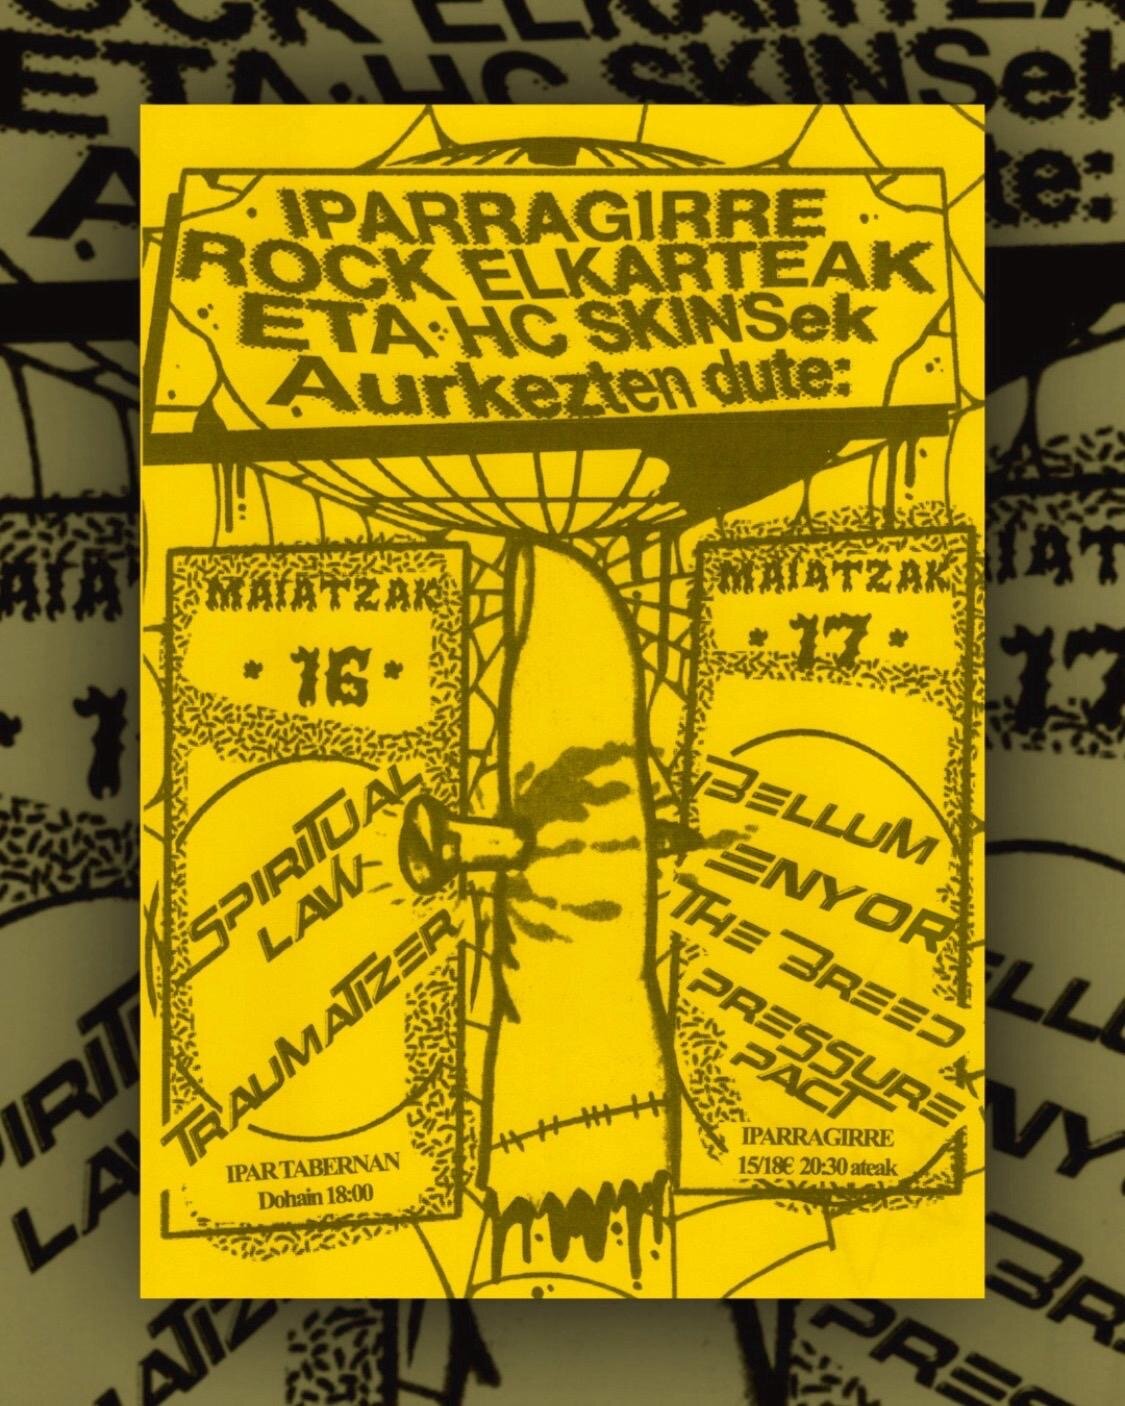 IPARRAGIRRE
ROCK ELKARTEAK
ETA HC SKINSek
Aurkezten dute:
MAIATZAK
16
SPIRITUAL
LAW
TRAUMATIZER
IPAR TABERNAN
Dohain 18:00
MAIATZAK
17
BELLUM
ENYOR
THE BREED
PRESSURE
PACT
IPARRAGIRRE
15/18€ 20:30 ateak